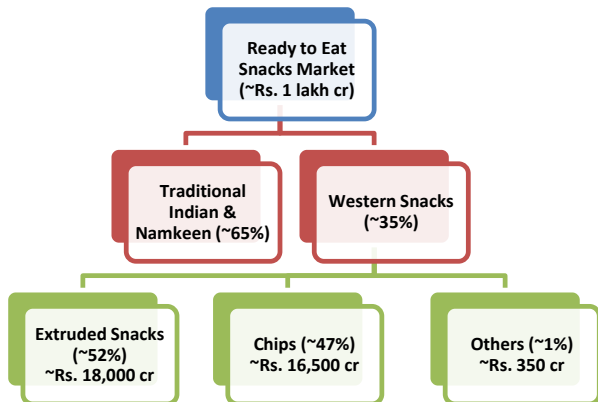 Ready to Eat
Snacks Market
(~Rs. 1 lakh cr)
Traditional
Indian &
Namkeen (~65%)
Western Snacks
(~35%)
Extruded Snacks
(~52%)
~Rs. 18,000 cr
Chips (~47%)
~Rs. 16,500 cr
Others (~1%)
~Rs. 350 cr